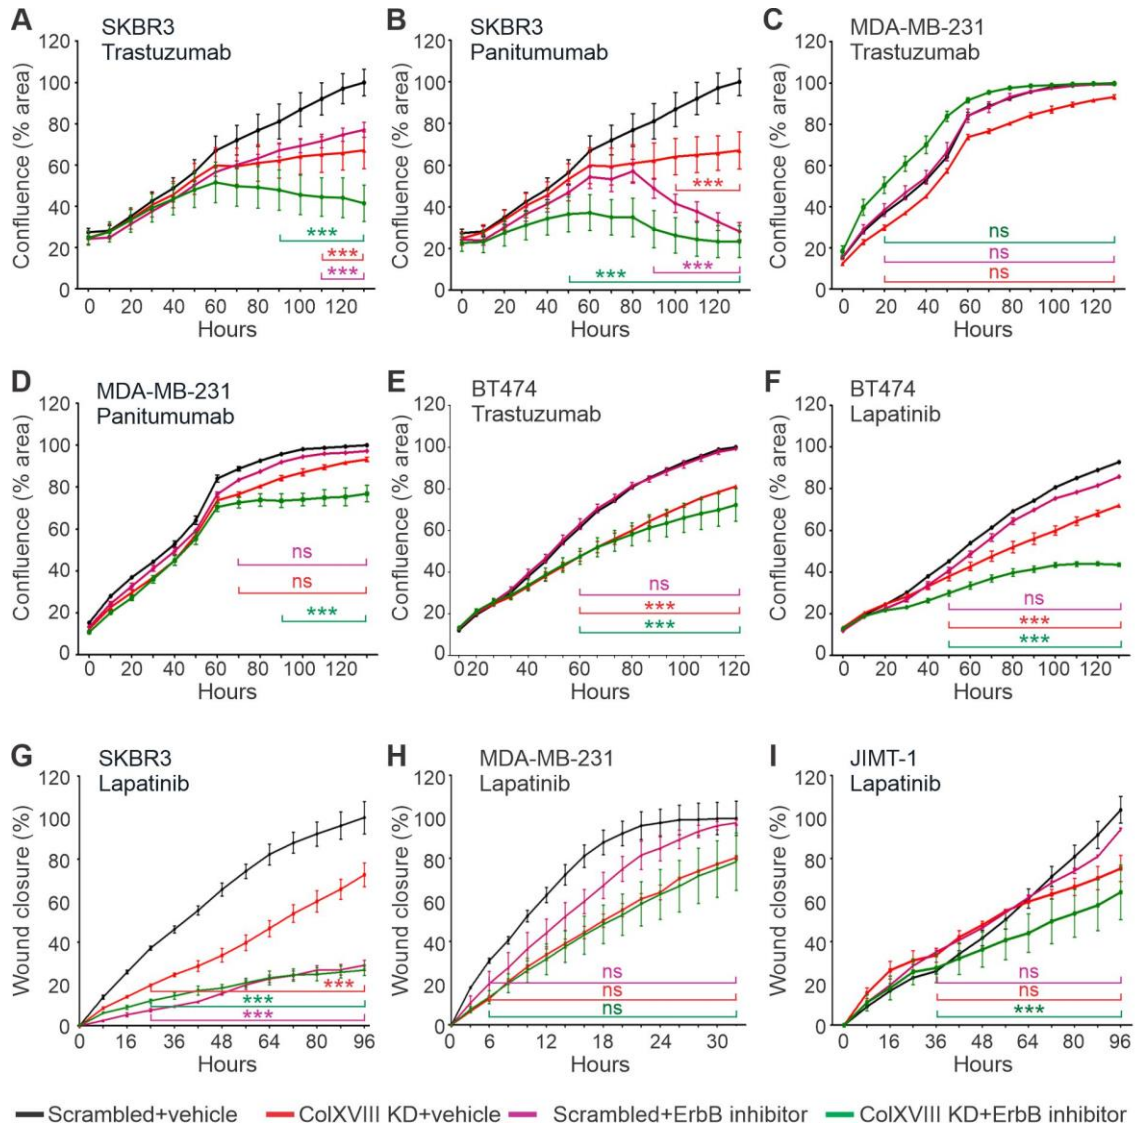 A
SKBR3
Trastuzumab
Confluence (% area)
120
100
80
60
40
20
0
***
***
***
0 20 40 60 80 100 120
Hours
B
SKBR3
Panitumumab
Confluence (% area)
120
100
80
60
40
20
0
***
***
***
0 20 40 60 80 100 120
Hours
C
MDA-MB-231
Trastuzumab
Confluence (% area)
120
100
80
60
40
20
0
ns
ns
ns
0 20 40 60 80 100 120
Hours
D
MDA-MB-231
Panitumumab
Confluence (% area)
120
100
80
60
40
20
0
ns
ns
***
0 20 40 60 80 100 120
Hours
E
BT474
Trastuzumab
Confluence (% area)
120
100
80
60
40
20
0
ns
***
***
0 20 40 60 80 100 120
Hours
F
BT474
Lapatinib
Confluence (% area)
120
100
80
60
40
20
0
ns
***
***
0 20 40 60 80 100 120
Hours
G
SKBR3
Lapatinib
Wound closure (%)
120
100
80
60
40
20
0
***
***
***
0 16 36 48 64 80 96
Hours
H
MDA-MB-231
Lapatinib
Wound closure (%)
120
100
80
60
40
20
0
ns
ns
ns
0 6 12 18 24 30
Hours
I
JIMT-1
Lapatinib
Wound closure (%)
120
100
80
60
40
20
0
ns
ns
***
0 16 26 36 48 64 80 96
Hours
Scrambled+vehicle ColXVIII KD+vehicle Scrambled+ErbB inhibitor ColXVIII KD+ErbB inhibitor